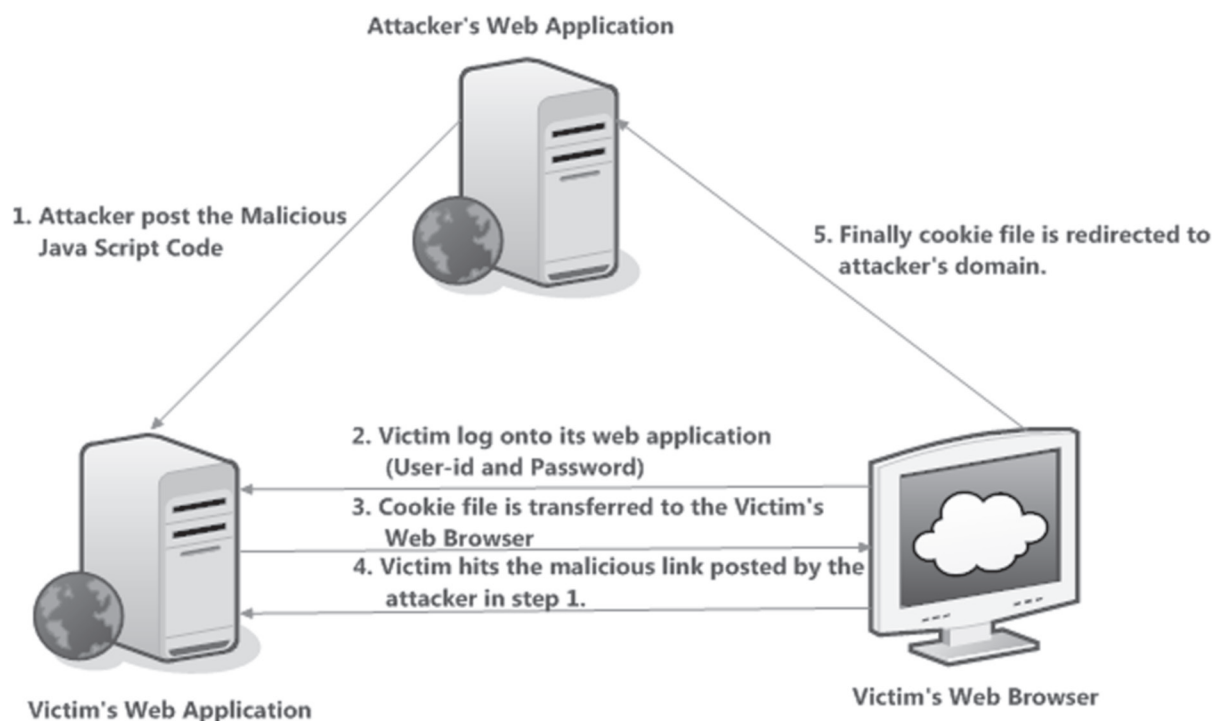 Attacker's Web Application
1. Attacker post the Malicious
Java Script Code
5. Finally cookie file is redirected to
attacker's domain.
2. Victim log onto its web application
(User-id and Password)
3. Cookie file is transferred to the Victim's
Web Browser
4. Victim hits the malicious link posted by the
attacker in step 1.
Victim's Web Application
Victim's Web Browser